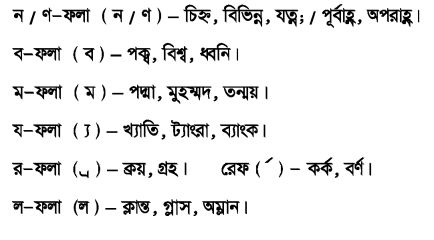 ন / ণ-ফলা ( ন / ণ ) – চিহ্ন, বিভিন্ন, যত্ন; / পূর্বাহ্ণ, অপরাহ্ণ।
ব-ফলা ( ব ) – পক্ব, বিশ্ব, ধ্বনি।
ম-ফলা ( ম ) – পদ্মা, মুহম্মদ, তন্ময়।
য-ফলা ( ্য ) – খ্যাতি, ট্যাংরা, ব্যাংক।
র-ফলা ( ্র ) – ক্রয়, গ্রহ। রেফ ( র্ ) – কর্ক, বর্ণ।
ল-ফলা (ল ) – ক্লান্ত, গ্লাস, অম্লান।